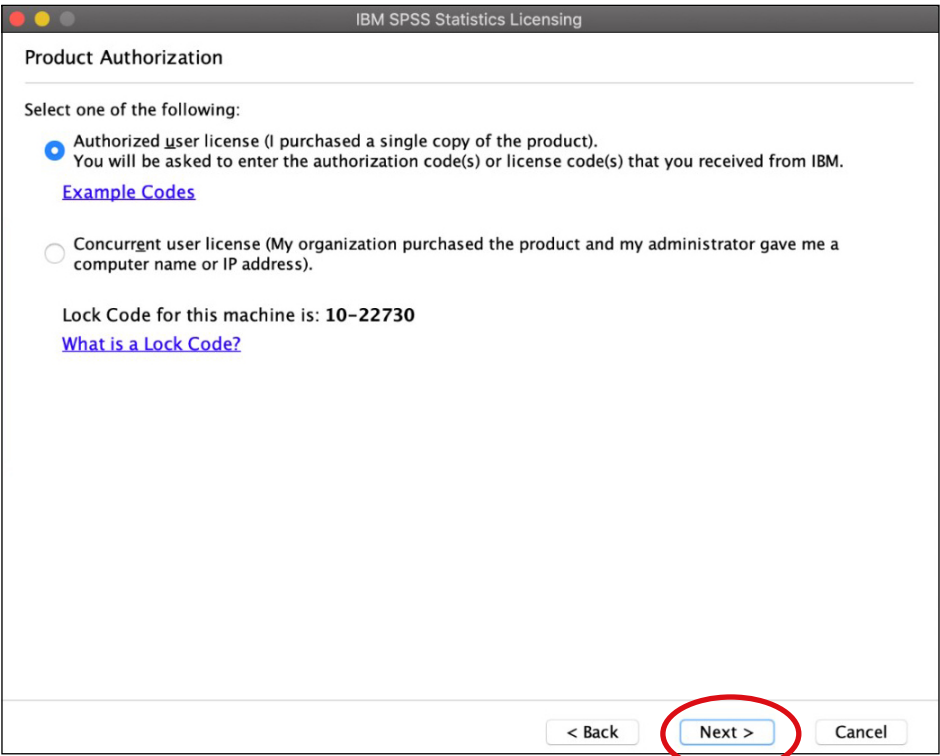 IBM SPSS Statistics Licensing
Product Authorization
Select one of the following:
Authorized user license (I purchased a single copy of the product).
You will be asked to enter the authorization code(s) or license code(s) that you received from IBM.
Example Codes
Concurrent user license (My organization purchased the product and my administrator gave me a
computer name or IP address).
Lock Code for this machine is: 10-22730
What is a Lock Code?
< Back Next > Cancel